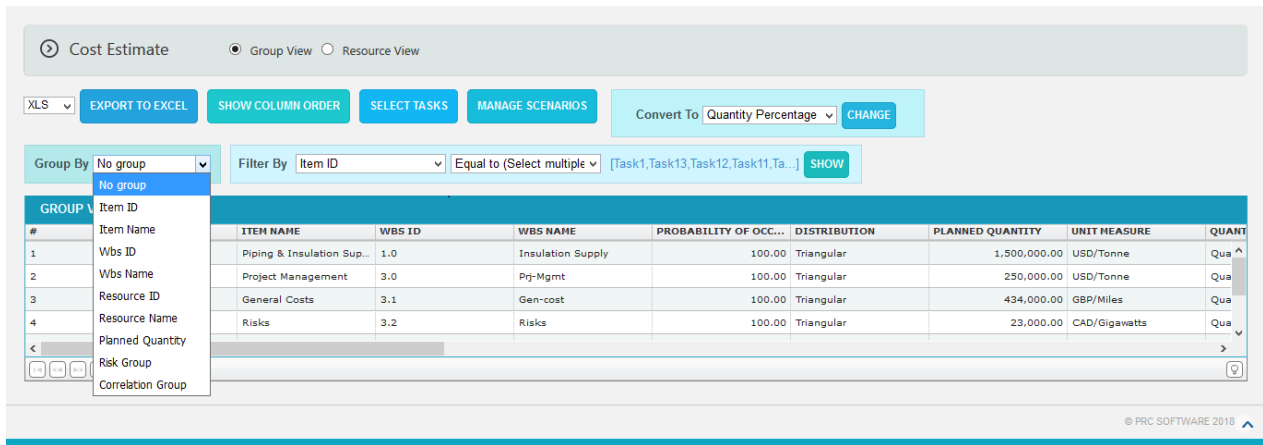 Cost Estimate Group View Resource View
XLS EXPORT TO EXCEL SHOW COLUMN ORDER SELECT TASKS MANAGE SCENARIOS Convert To Quantity Percentage CHANGE
Group By No group Filter By Item ID Equal to (Select multiple [Task1,Task13,Task12,Task11,Ta...] SHOW
No group
Item ID
Item Name
Wbs ID
Wbs Name
Resource ID
Resource Name
Planned Quantity
Risk Group
Correlation Group
GROUP V
# ITEM NAME WBS ID WBS NAME PROBABILITY OF OCC... DISTRIBUTION PLANNED QUANTITY UNIT MEASURE QUANT
1 Piping & Insulation Sup... 1.0 Insulation Supply 100.00 Triangular 1,500,000.00 USD/Tonne Qua
2 Project Management 3.0 Prj-Mgmt 100.00 Triangular 250,000.00 USD/Tonne Qua
3 General Costs 3.1 Gen-cost 100.00 Triangular 434,000.00 GBP/Miles Qua
4 Risks 3.2 Risks 100.00 Triangular 23,000.00 CAD/Gigawatts Qua
© PRC SOFTWARE 2018